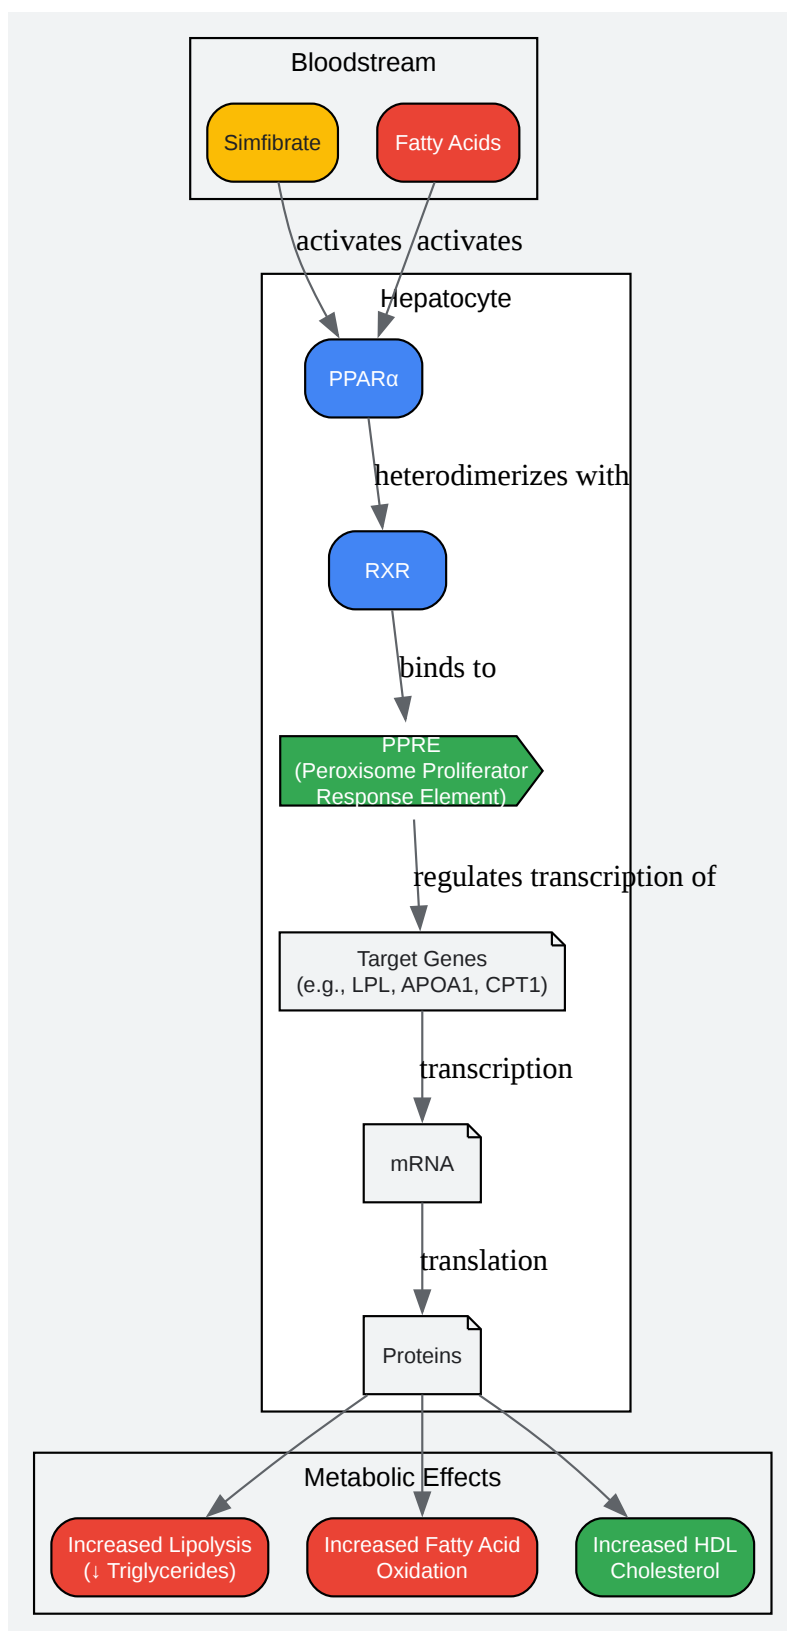 Bloodstream
Simfibrate
Fatty Acids
activates
activates
Hepatocyte
PPARα
heterodimerizes with
RXR
binds to
PPRE
(Peroxisome Proliferator
Response Element)
regulates transcription of
Target Genes
(e.g., LPL, APOA1, CPT1)
transcription
mRNA
translation
Proteins
Metabolic Effects
Increased Lipolysis
(↓ Triglycerides)
Increased Fatty Acid
Oxidation
Increased HDL
Cholesterol